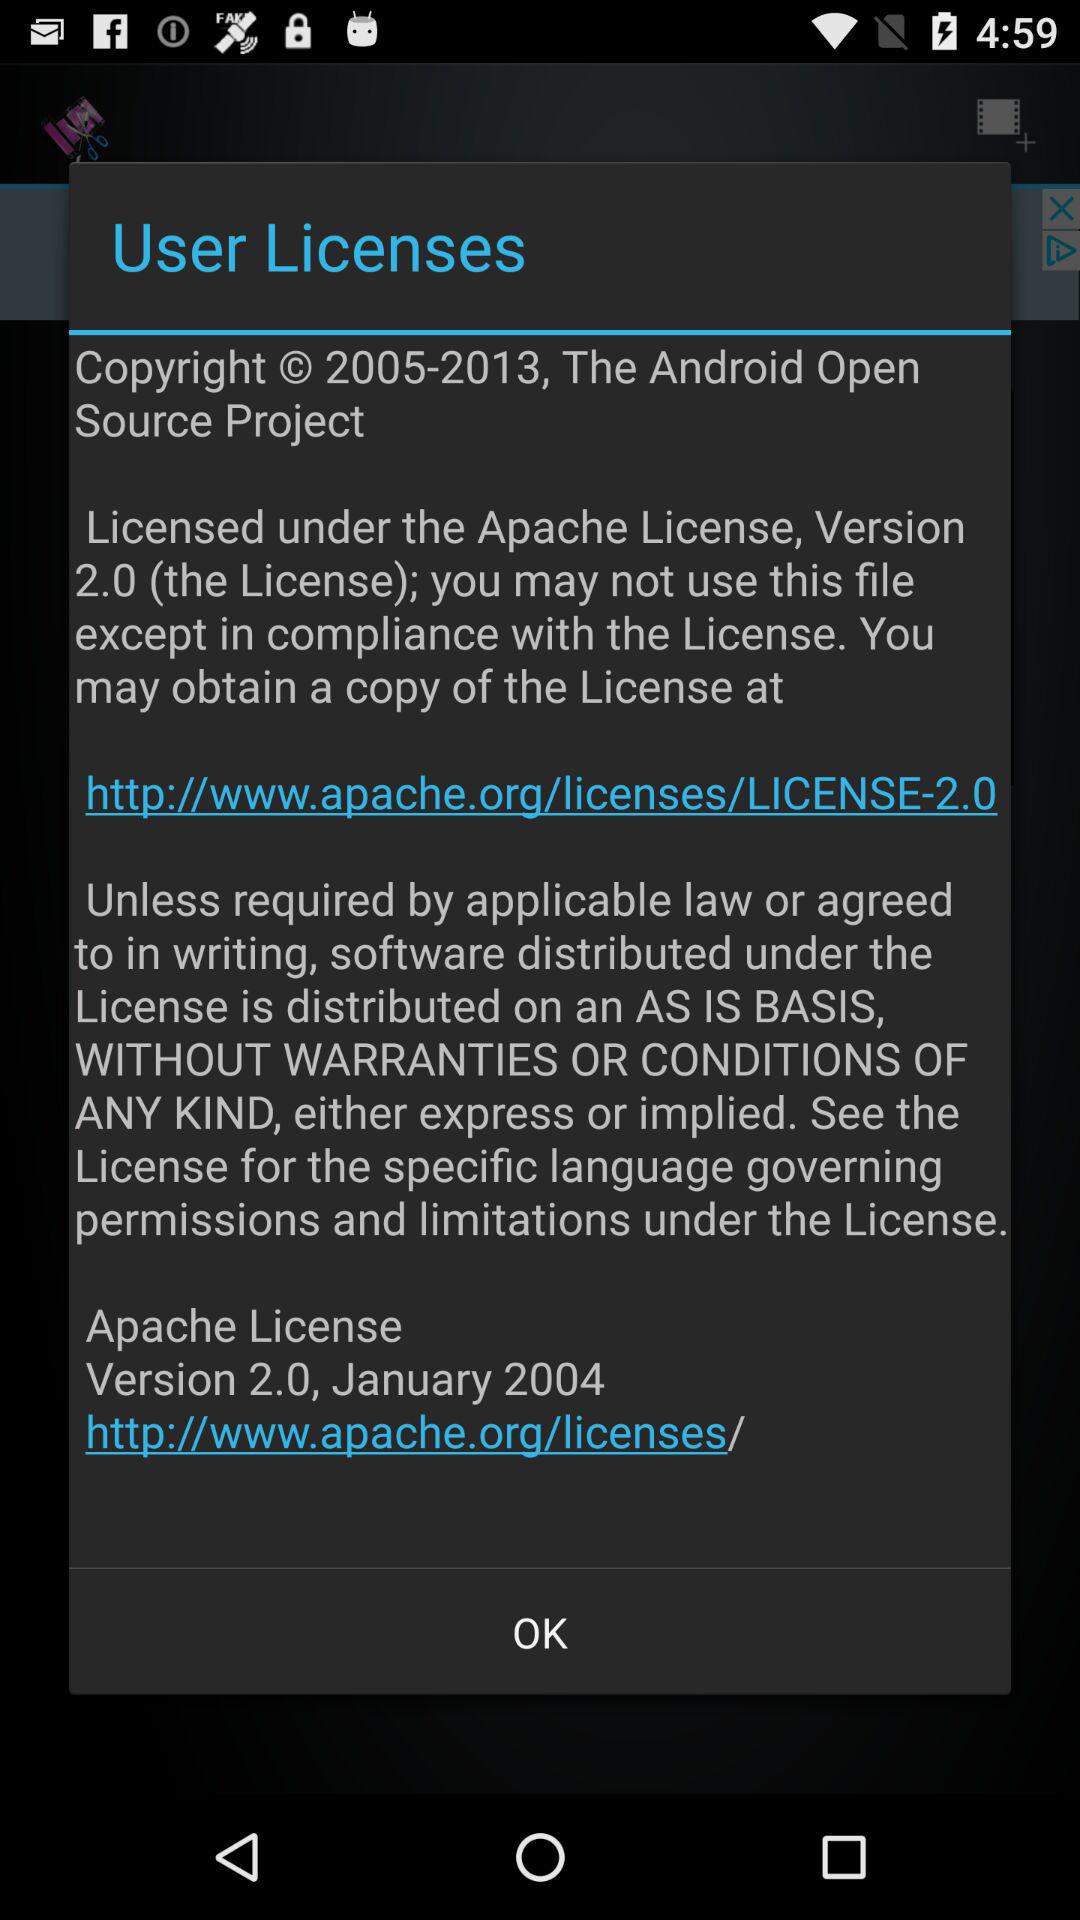 FAKE
4:59
User Licenses
Copyright © 2005-2013, The Android Open
Source Project
Licensed under the Apache License, Version
2.0 (the License); you may not use this file
except in compliance with the License. You
may obtain a copy of the License at
http://www.apache.org/licenses/LICENSE-2.0
Unless required by applicable law or agreed
to in writing, software distributed under the
License is distributed on an AS IS BASIS,
WITHOUT WARRANTIES OR CONDITIONS OF
ANY KIND, either express or implied. See the
License for the specific language governing
permissions and limitations under the License.
Apache License
Version 2.0, January 2004
http://www.apache.org/licenses/
OK